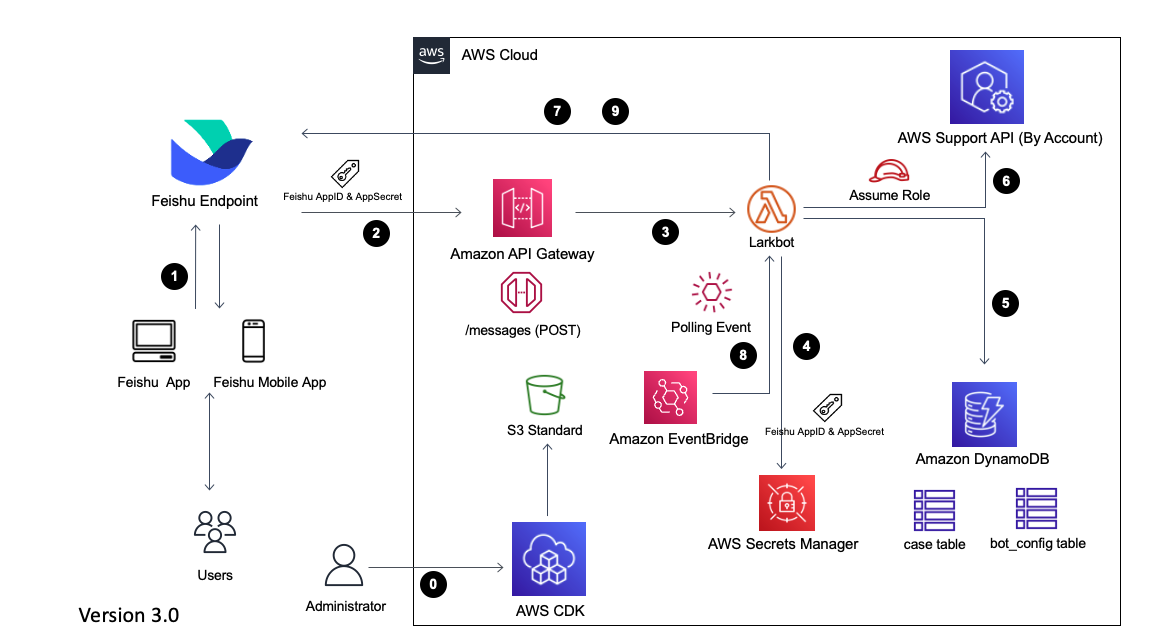 aws
AWS Cloud
7
9
AWS Support API (By Account)
Feishu Endpoint
Feishu AppID & AppSecret
Assume Role
6
2
3
Amazon API Gateway
Larkbot
1
/messages (POST)
Polling Event
5
8
4
Feishu  App
Feishu Mobile App
S3 Standard
Amazon EventBridge
Feishu AppID & AppSecret
Amazon DynamoDB
AWS Secrets Manager
case table
bot_config table
Users
0
Administrator
AWS CDK
Version 3.0